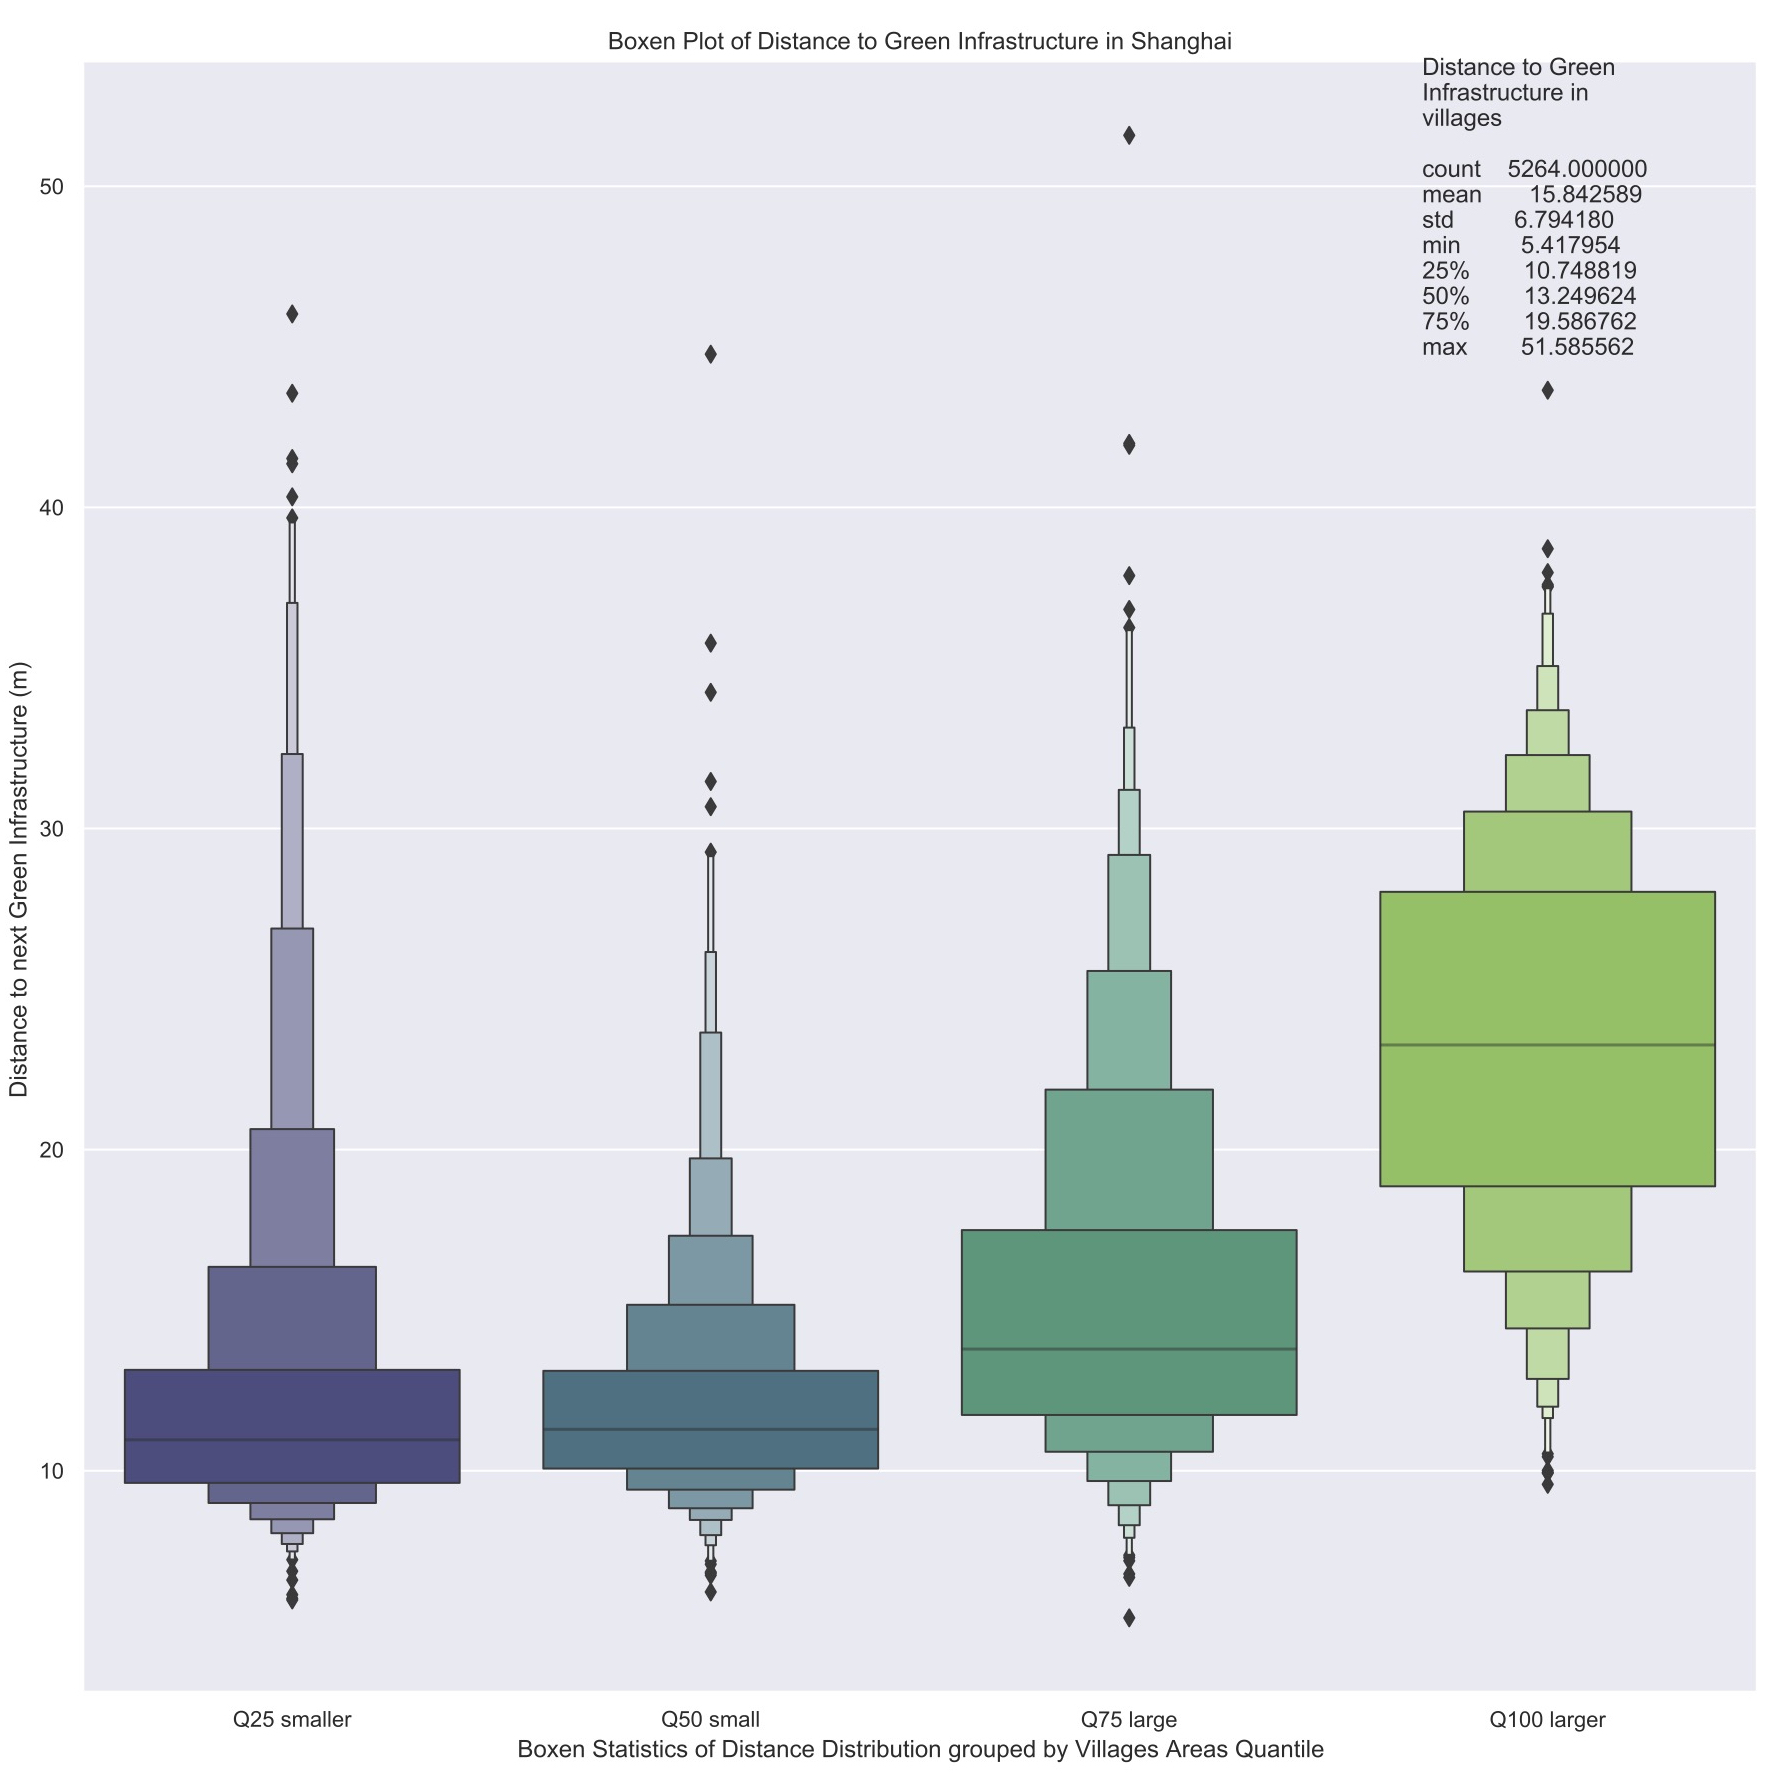 Boxen Plot of Distance to Green Infrastructure in Shanghai
Distance to Green
Infrastructure in
villages
count 5264.000000
mean 15.842589
std 6.794180
min 5.417954
25% 10.748819
50% 13.249624
75% 19.586762
max 51.585562
Distance to next Green Infrastructure (m)
50
40
30
20
10
Q25 smaller
Q50 small
Q75 large
Q100 larger
Boxen Statistics of Distance Distribution grouped by Villages Areas Quantile